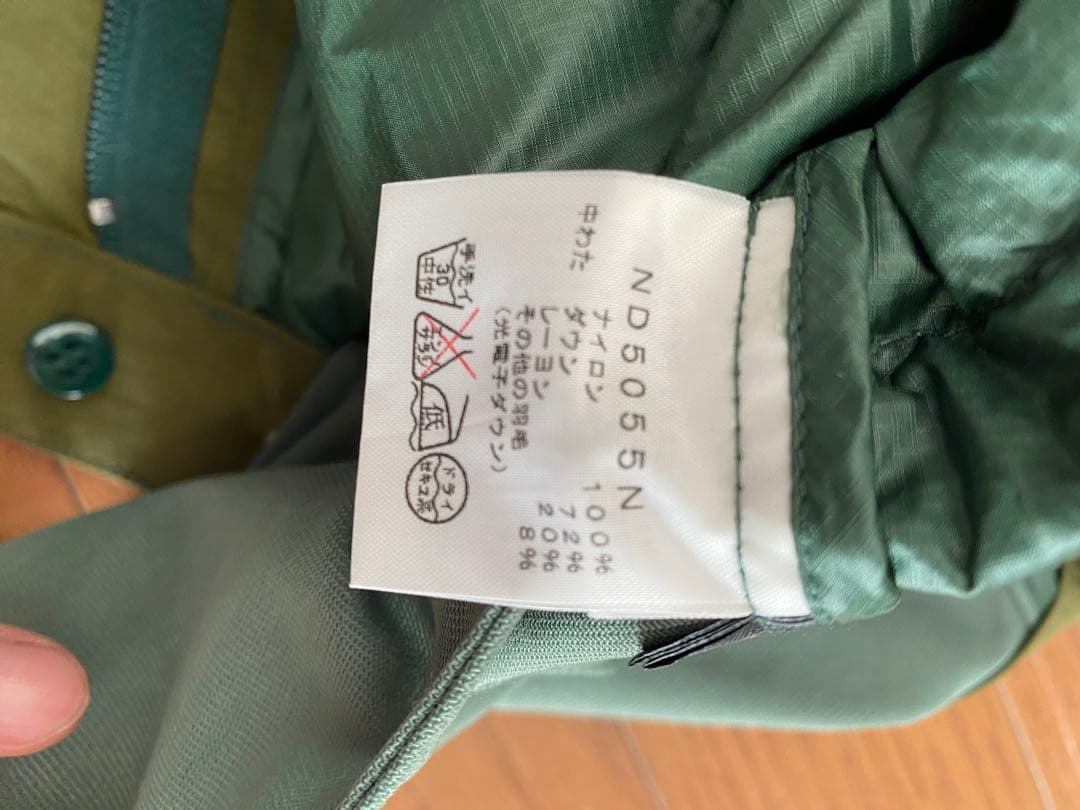 ND5055N
ナイロン 100%
中わた ダウン 72%
レーヨン 20%
その他の羽毛 8%
(光電子ダウン)
手洗イ
30
中性
エンソ
サラシ
低
ドライ
セキユ系